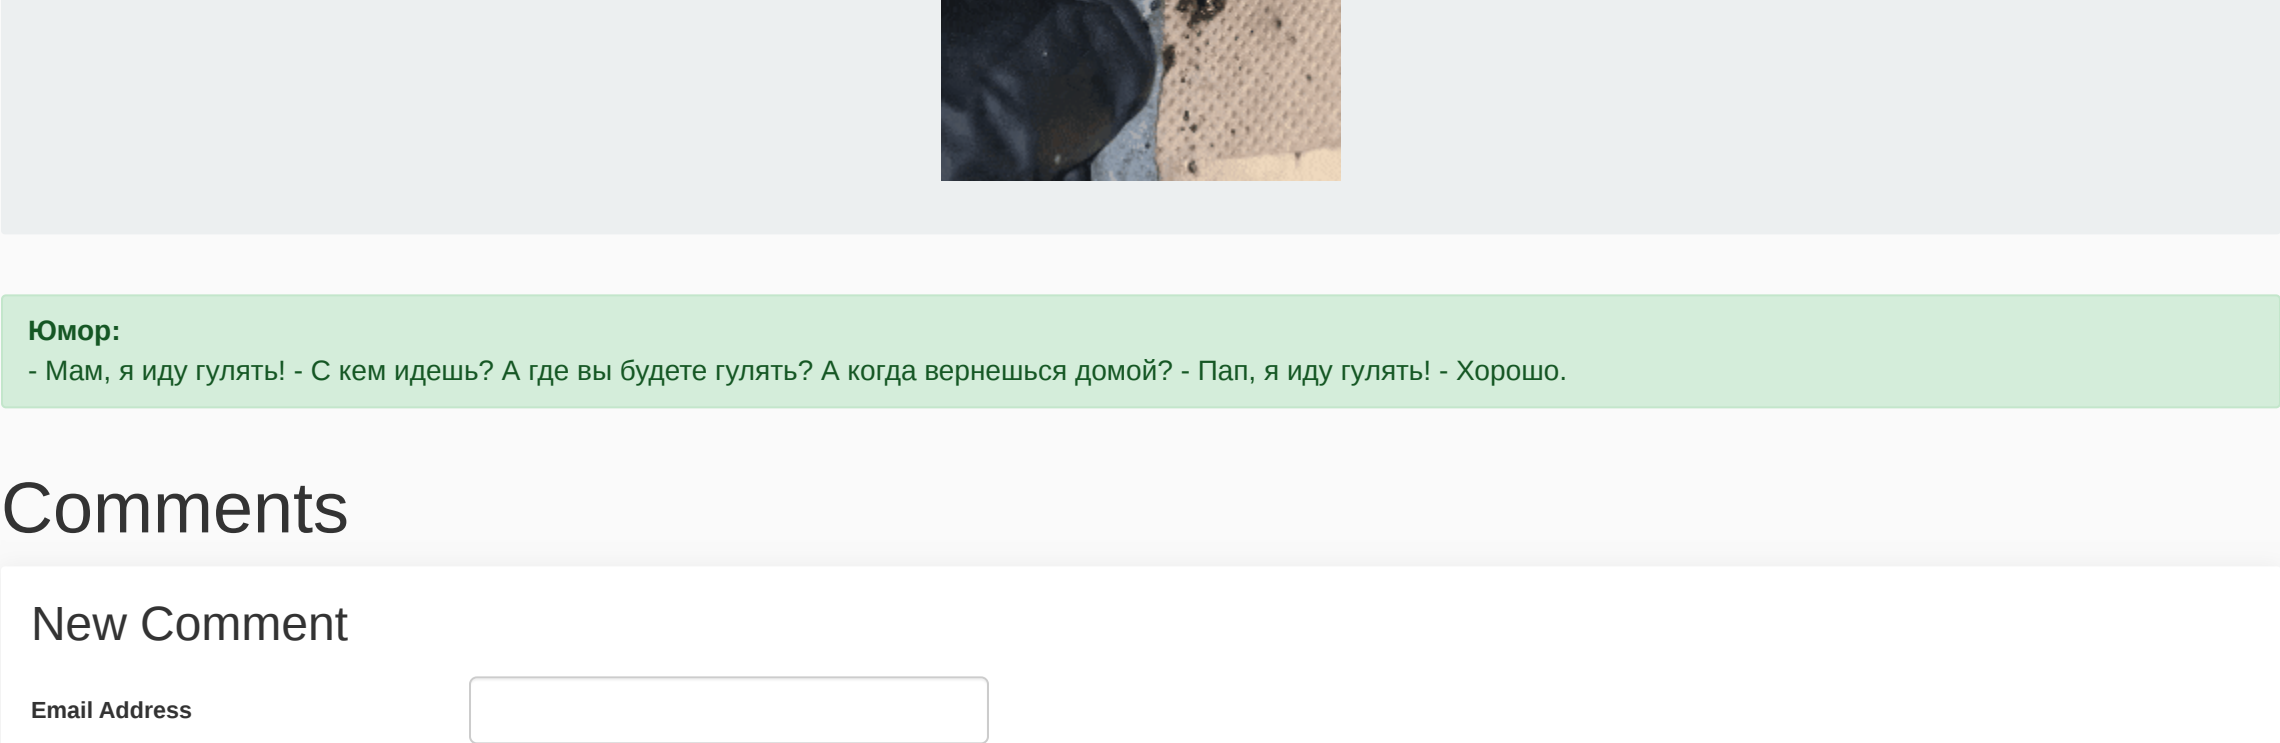 Юмор:
- Мам, я иду гулять! - С кем идешь? А где вы будете гулять? А когда вернешься домой? - Пап, я иду гулять! - Хорошо.
Comments
New Comment
Email Address